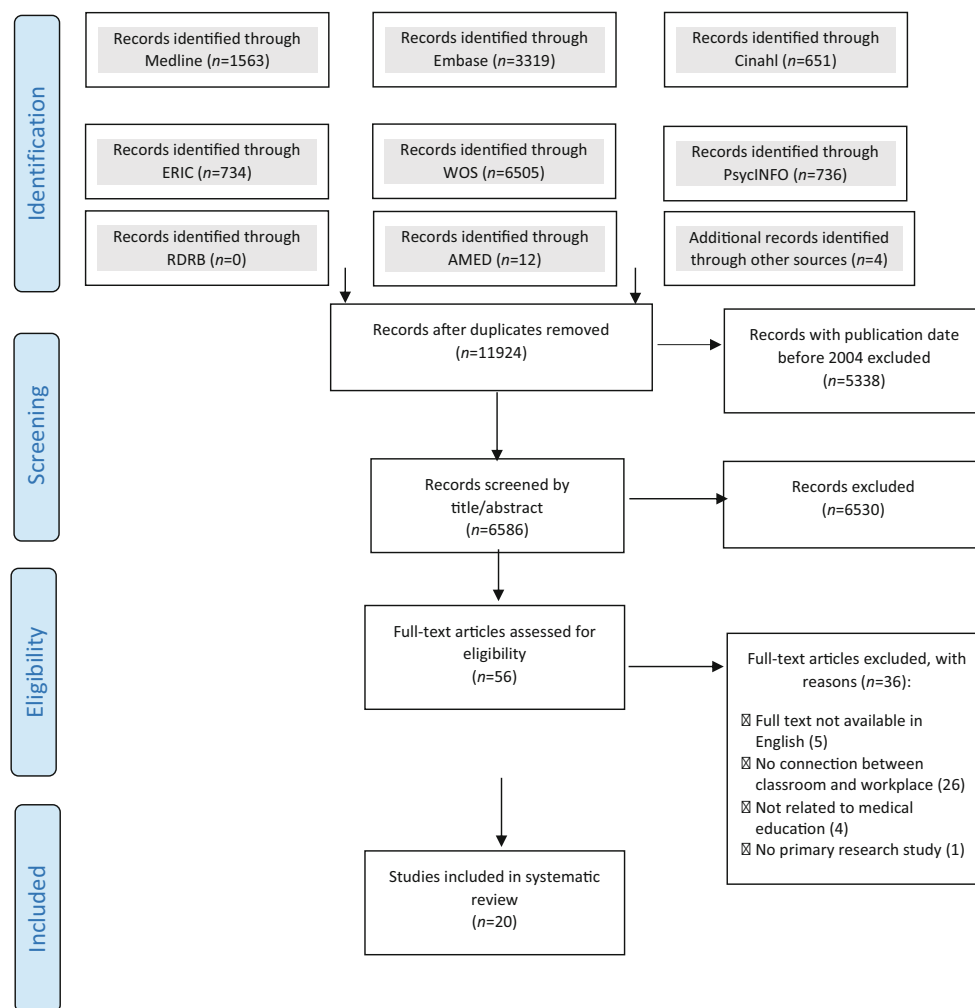 Identification
Records identified through
Medline (n=1563)
Records identified through
Embase (n=3319)
Records identified through
Cinahl (n=651)
Records identified through
ERIC (n=734)
Records identified through
WOS (n=6505)
Records identified through
PsycINFO (n=736)
Records identified through
RDRB (n=0)
Records identified through
AMED (n=12)
Additional records identified
through other sources (n=4)
Screening
Records after duplicates removed
(n=11924)
Records with publication date
before 2004 excluded
(n=5338)
Records screened by
title/abstract
(n=6586)
Records excluded
(n=6530)
Eligibility
Full-text articles assessed for
eligibility
(n=56)
Full-text articles excluded, with
reasons (n=36):
Full text not available in
English (5)
No connection between
classroom and workplace (26)
Not related to medical
education (4)
No primary research study (1)
Included
Studies included in systematic
review
(n=20)